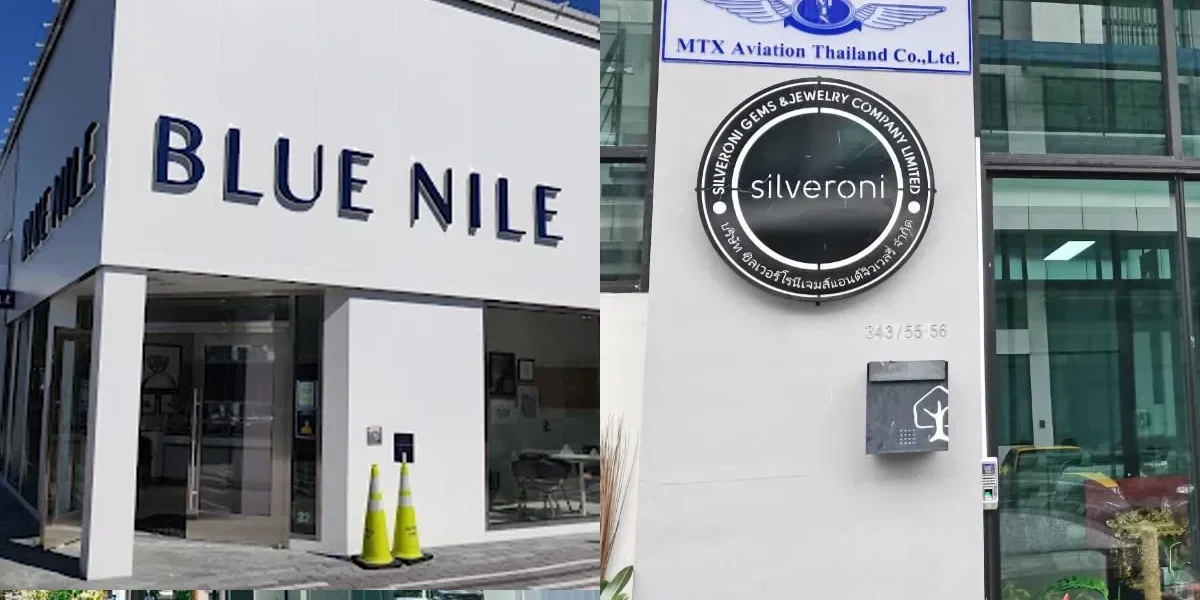 BLUE NILE
BLUE NILE
MTX Aviation Thailand Co.,Ltd.
SILVERONI GEMS & JEWELRY COMPANY LIMITED
silveroni
บริษัท ซิลเวอร์โรนีเจมส์แอนด์จิวเวลรี่ จำกัด
343/55-56